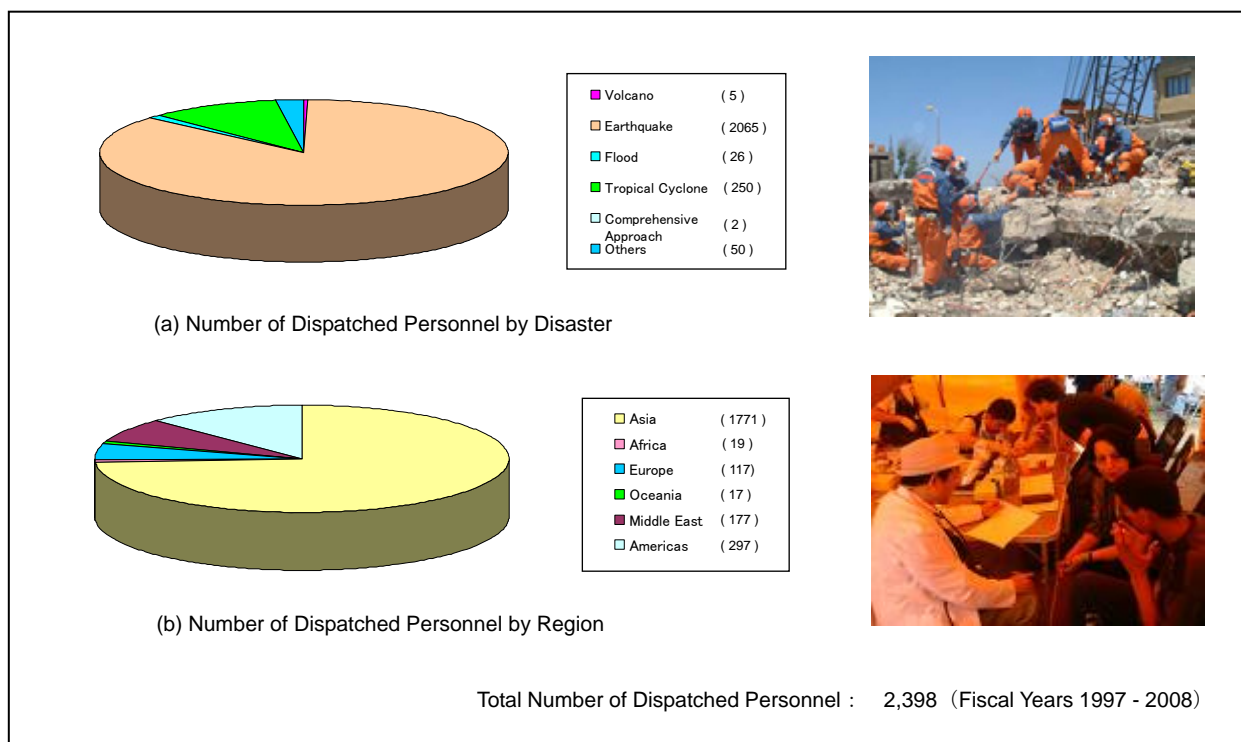 Volcano ( 5 )
Earthquake ( 2065 )
Flood ( 26 )
Tropical Cyclone ( 250 )
Comprehensive Approach ( 2 )
Others ( 50 )
(a) Number of Dispatched Personnel by Disaster
Asia ( 1771 )
Africa ( 19 )
Europe ( 117 )
Oceania ( 17 )
Middle East ( 177 )
Americas ( 297 )
(b) Number of Dispatched Personnel by Region
Total Number of Dispatched Personnel : 2,398（Fiscal Years 1997 - 2008）